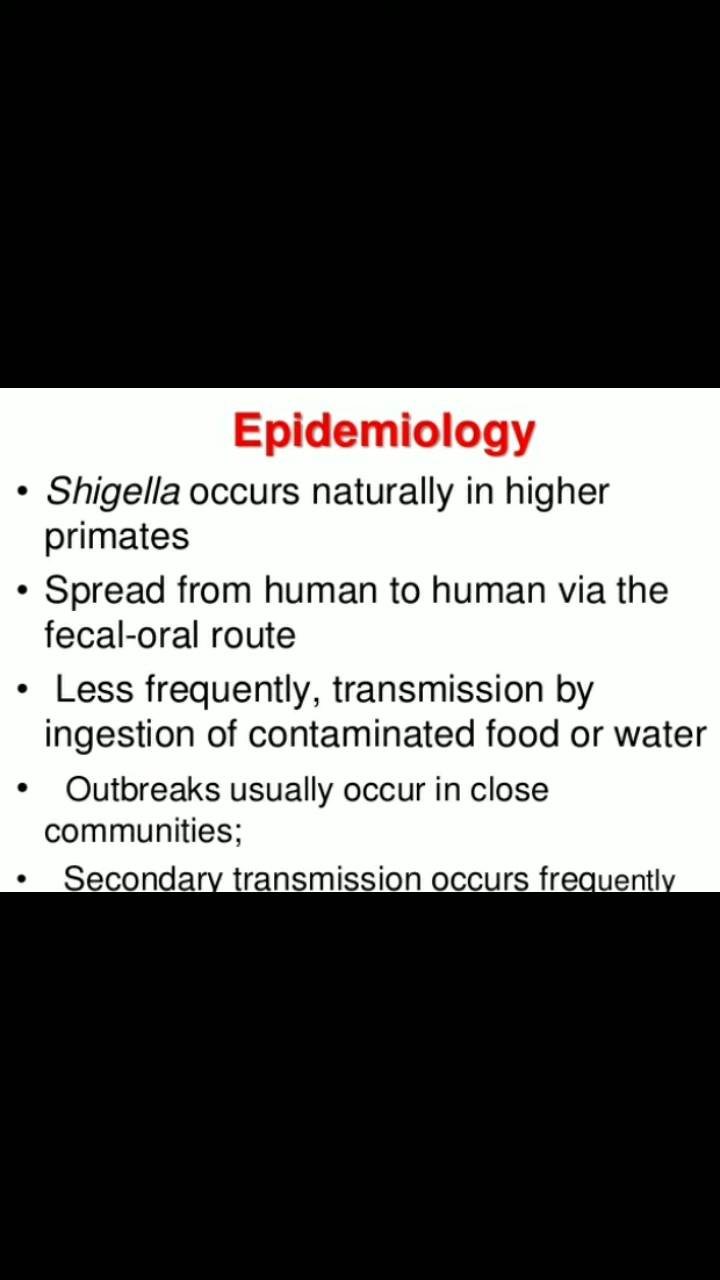 Epidemiology
• Shigella occurs naturally in higher
primates
• Spread from human to human via the
fecal-oral route
• Less frequently, transmission by
ingestion of contaminated food or water
• Outbreaks usually occur in close
communities;
• Secondary transmission occurs frequently